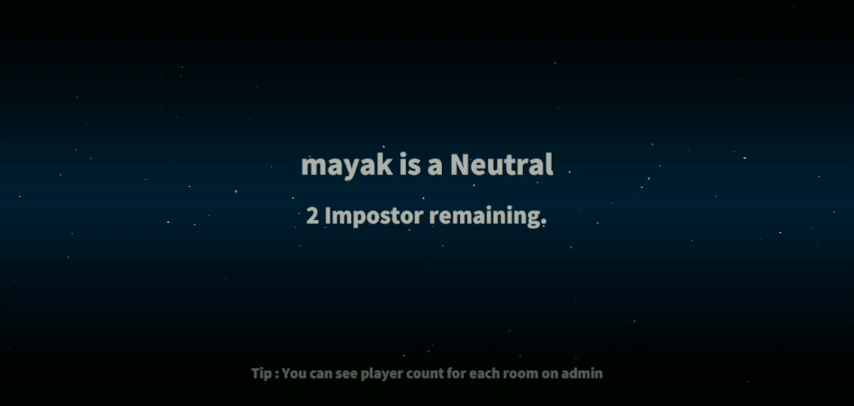 mayak is a Neutral
2 Impostor remaining.
Tip : You can see player count for each room on admin